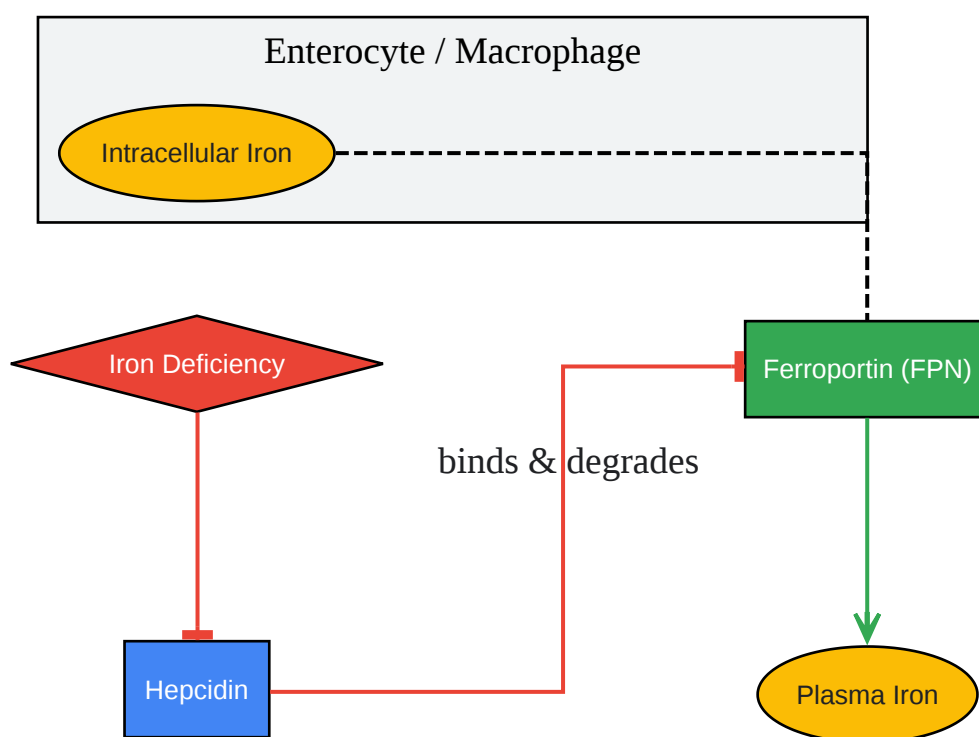 Enterocyte / Macrophage
Intracellular Iron
Iron Deficiency
Ferroportin (FPN)
binds & degrades
Hepcidin
Plasma Iron